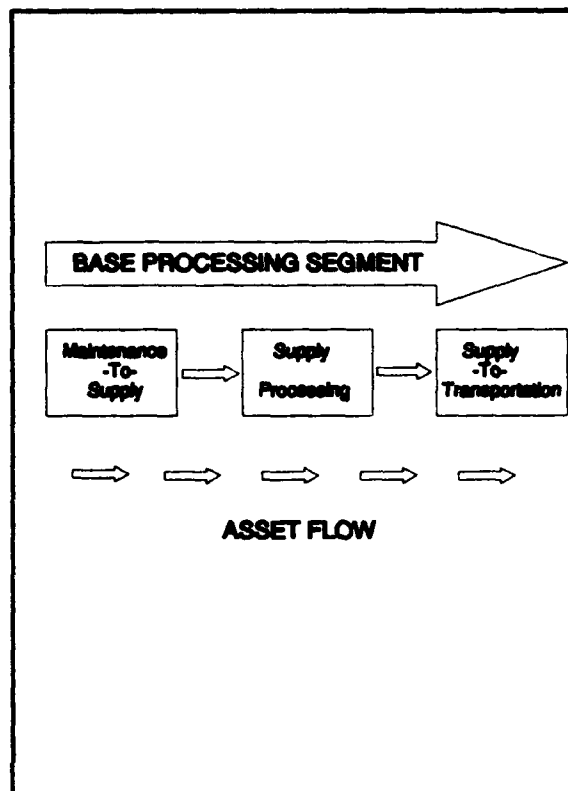 BASE PROCESSING SEGMENT
Maintenance
-To-
Supply
Supply
Processing
Supply
-To-
Transportation
ASSET FLOW